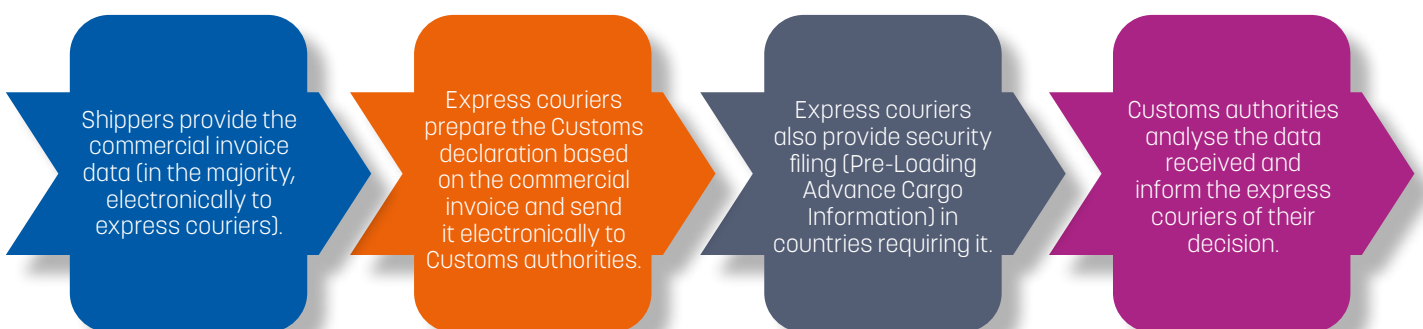 Shippers provide the
commercial invoice
data (in the majority,
electronically to
express couriers).
Express couriers
prepare the Customs
declaration based
on the commercial
invoice and send
it electronically to
Customs authorities.
Express couriers
also provide security
filing (Pre-Loading
Advance Cargo
Information) in
countries requiring it.
Customs authorities
analyse the data
received and
inform the express
couriers of their
decision.